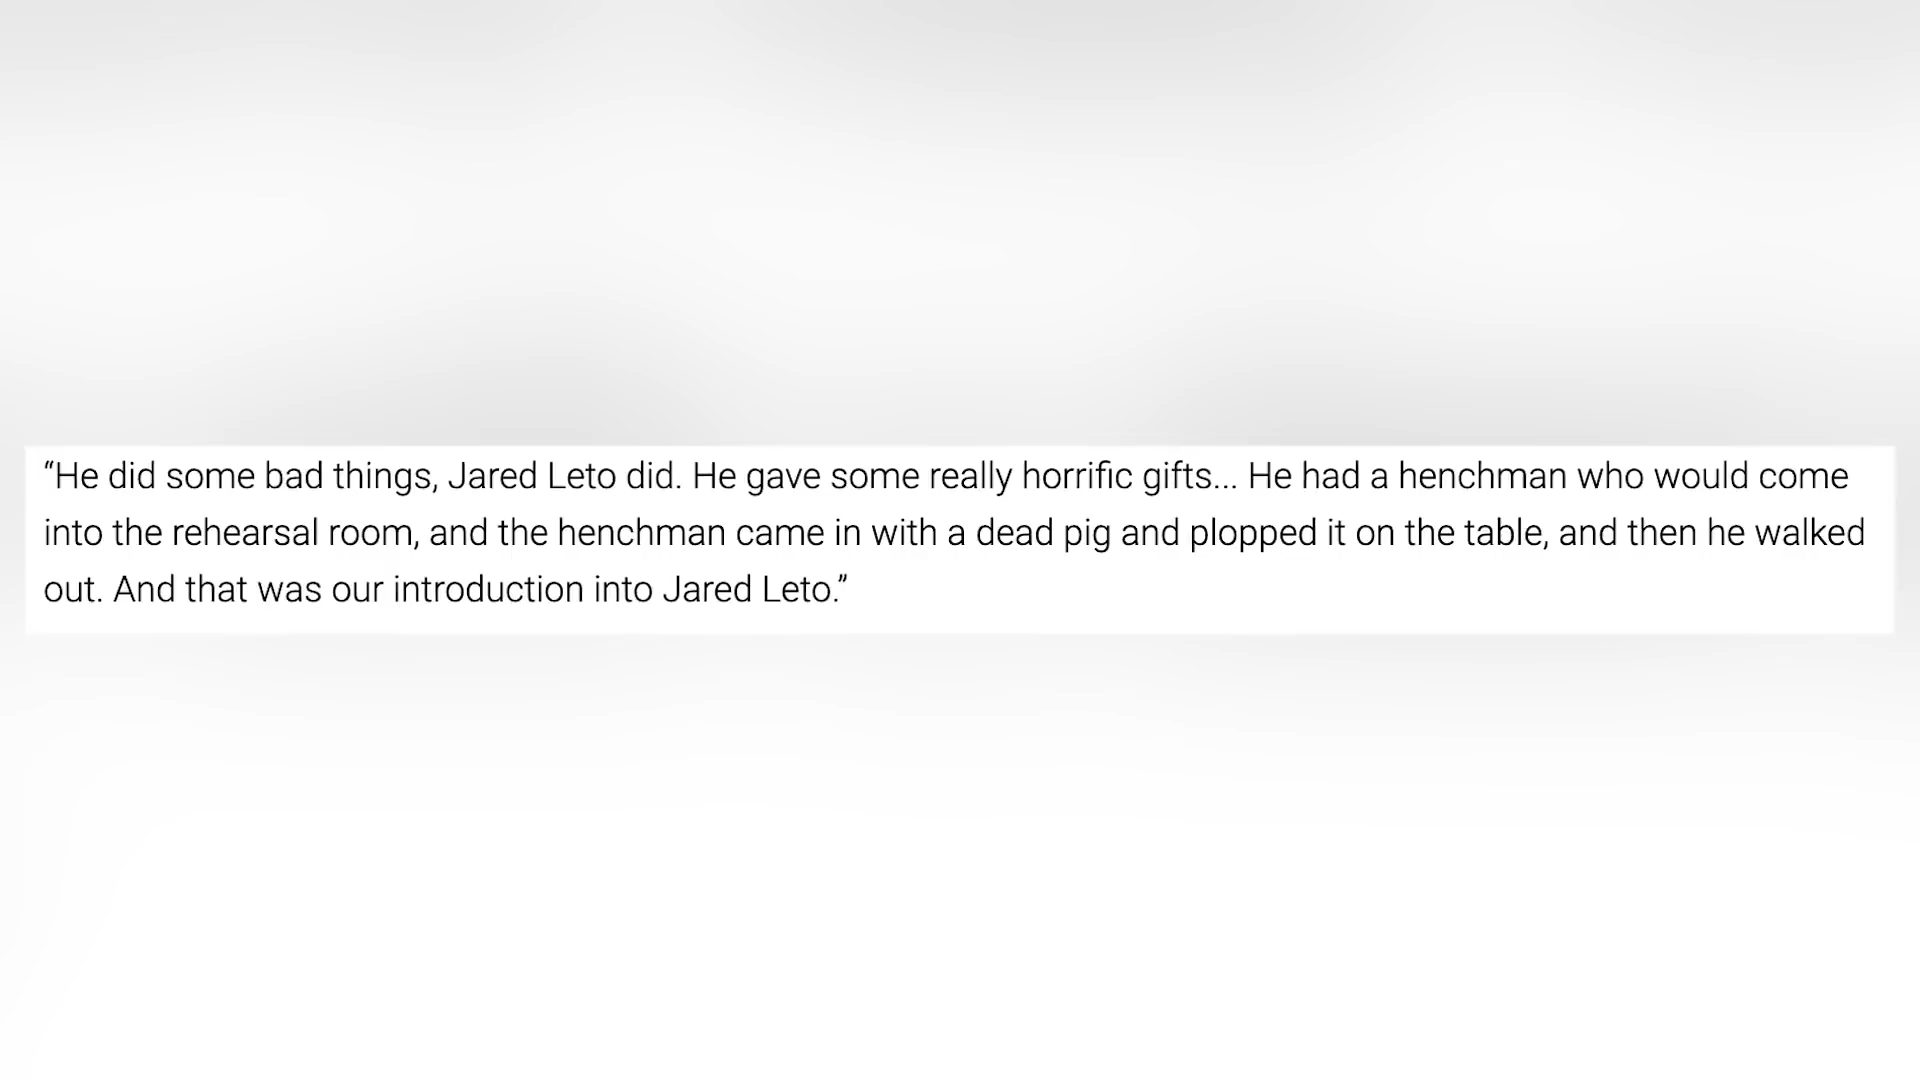 “He did some bad things, Jared Leto did. He gave some really horrific gifts... He had a henchman who would come
into the rehearsal room, and the henchman came in with a dead pig and plopped it on the table, and then he walked
out. And that was our introduction into Jared Leto.”